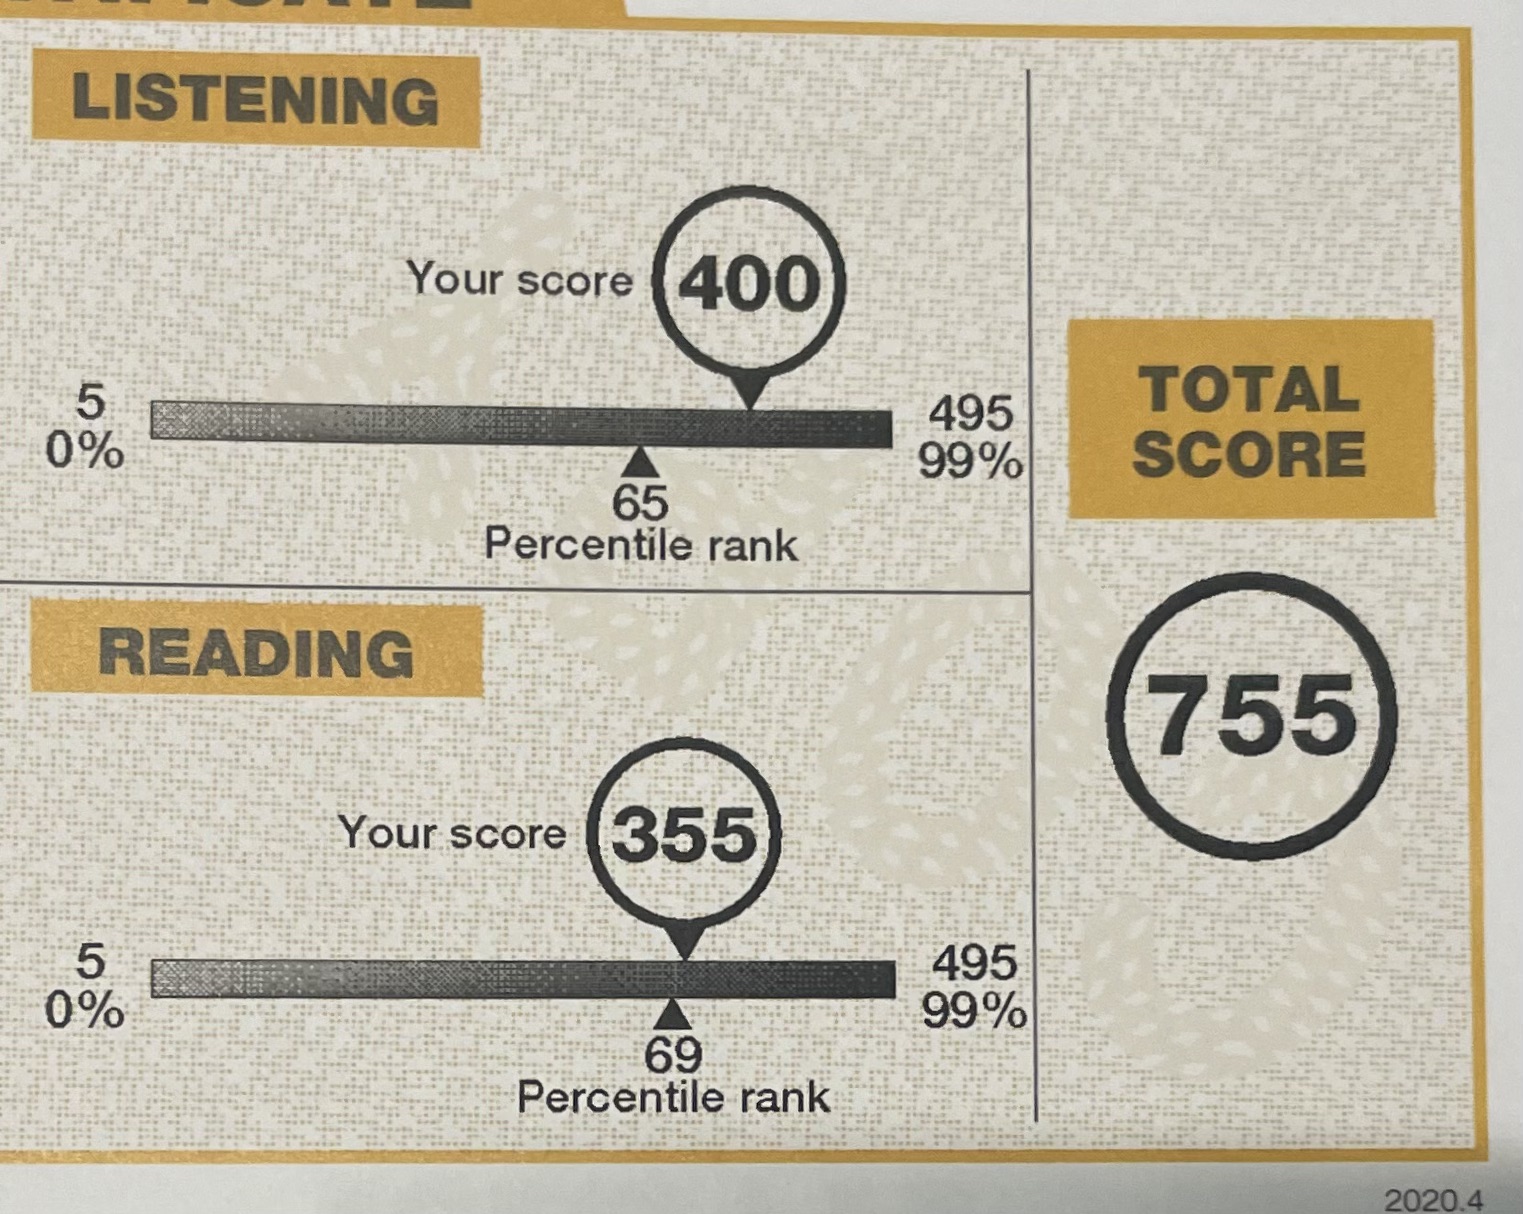 LISTENING
Your score 400
5 495
0% 99%
65
Percentile rank
READING
Your score 355
5 495
0% 99%
69
Percentile rank
TOTAL
SCORE
755
2020.4